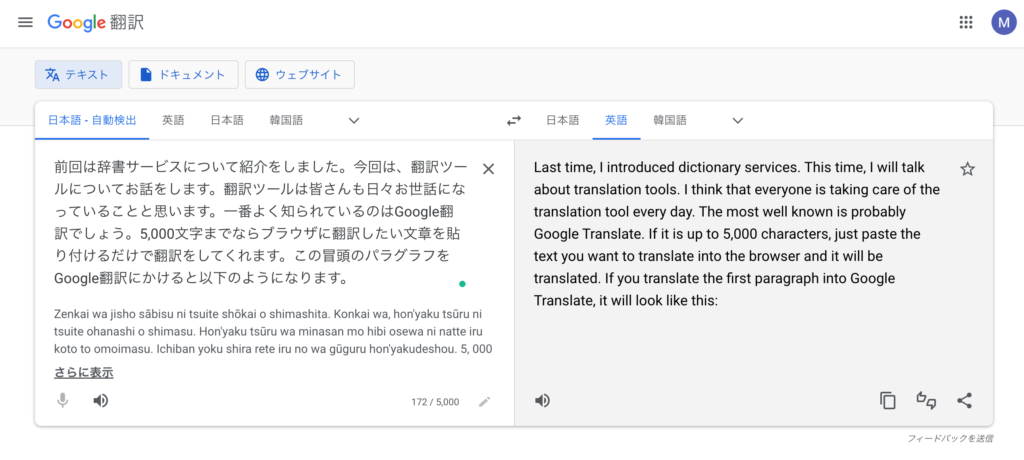 Google 翻訳
M
テキスト
ドキュメント
ウェブサイト
日本語 - 自動検出
英語
日本語
韓国語
日本語
英語
韓国語
前回は辞書サービスについて紹介をしました。今回は、翻訳ツー
ルについてお話をします。翻訳ツールは皆さんも日々お世話にな
っていることと思います。一番よく知られているのはGoogle翻
訳でしょう。5,000文字までならブラウザに翻訳したい文章を貼
り付けるだけで翻訳をしてくれます。この冒頭のパラグラフを
Google翻訳にかけると以下のようになります。
Zenkai wa jisho sābisu ni tsuite shōkai o shimashita. Konkai wa, hon'yaku tsūru ni
tsuite ohanashi o shimasu. Hon'yaku tsūru wa minasan mo hibi osewa ni natte iru
koto to omoimasu. Ichiban yoku shira rete iru no wa gūguru hon'yakudeshou. 5, 000
さらに表示
172 / 5,000
Last time, I introduced dictionary services. This time, I will talk
about translation tools. I think that everyone is taking care of the
translation tool every day. The most well known is probably
Google Translate. If it is up to 5,000 characters, just paste the
text you want to translate into the browser and it will be
translated. If you translate the first paragraph into Google
Translate, it will look like this:
フィードバックを送信